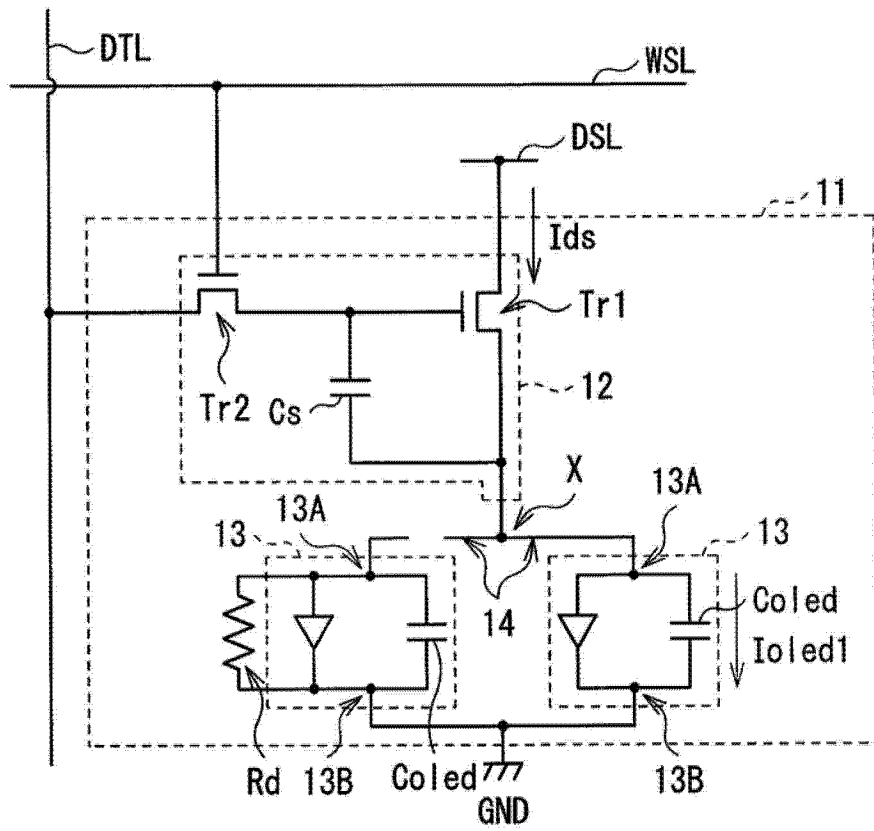 DTL
WSL
DSL
11
Ids
Tr1
Tr2
Cs
12
X
13A
13A
13
13
14
Coled
Ioled1
Rd
13B
Coled
GND
13B